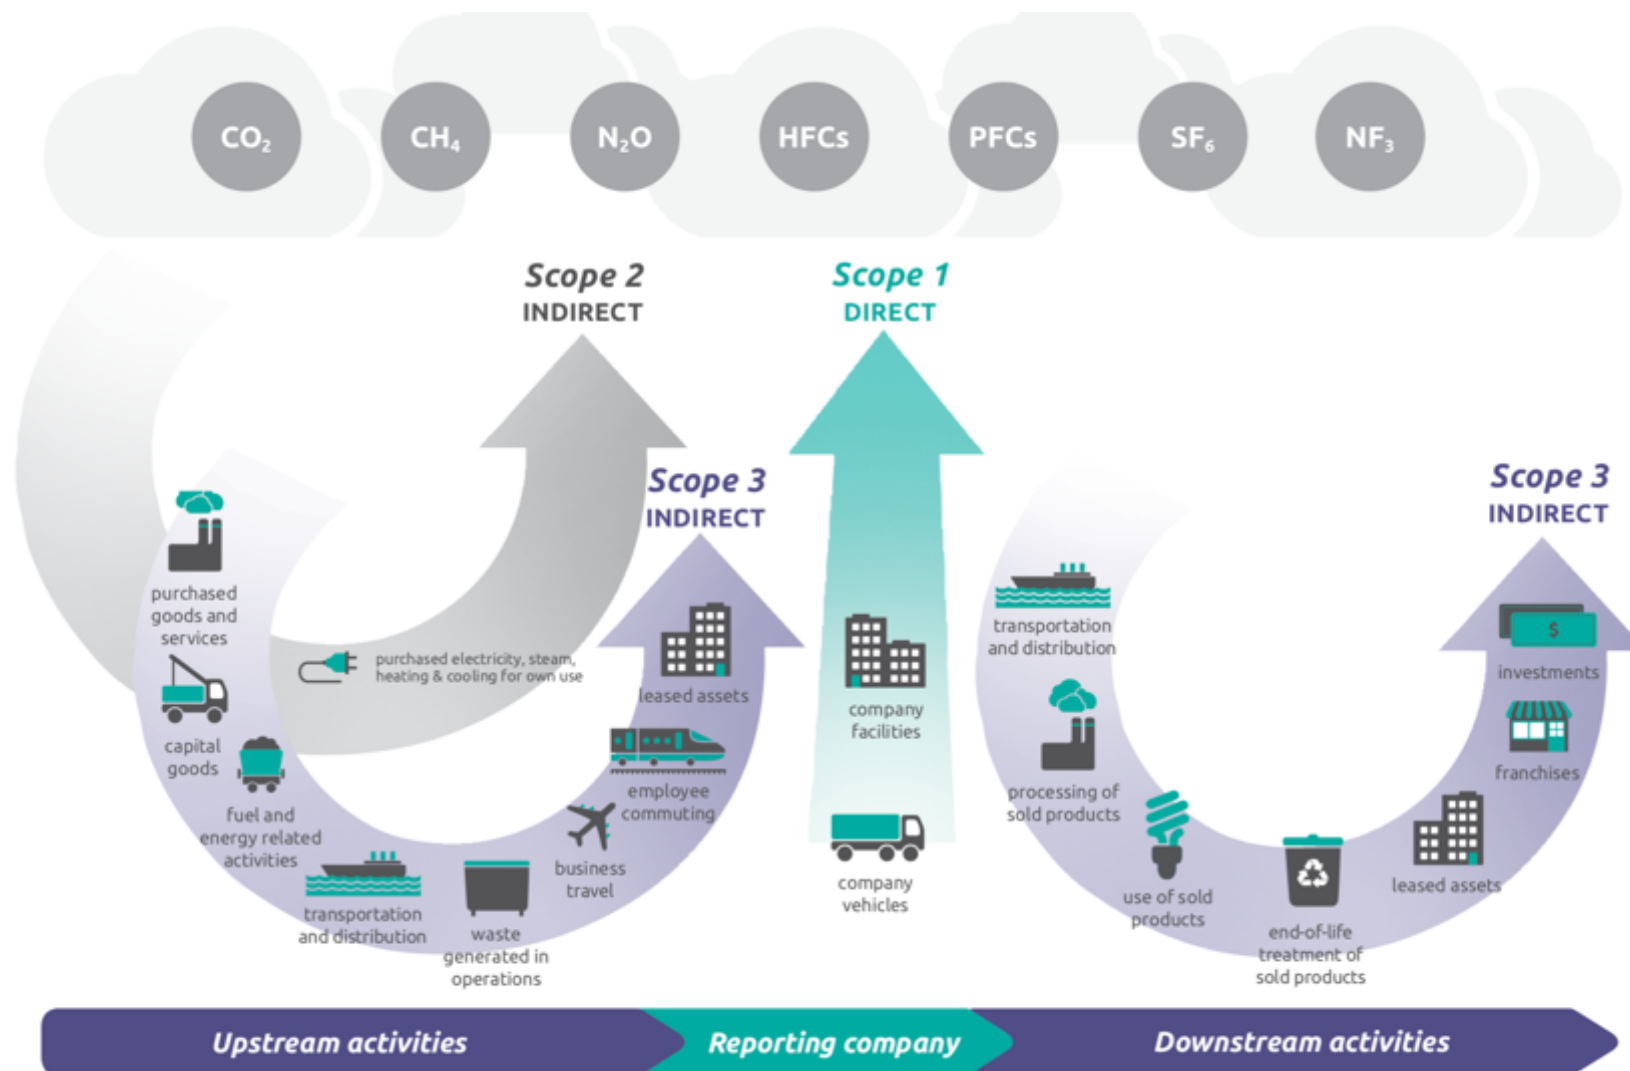 CO₂ CH₄ N₂O HFCs PFCs SF₆ NF₃
Scope 2
INDIRECT
Scope 1
DIRECT
Scope 3
INDIRECT
Scope 3
INDIRECT
purchased
goods and
services
capital
goods
fuel and
energy related
activities
transportation
and distribution
waste
generated in
operations
business
travel
employee
commuting
leased assets
purchased electricity, steam,
heating & cooling for own use
company
facilities
company
vehicles
transportation
and distribution
processing of
sold products
use of sold
products
end-of-life
treatment of
sold products
leased assets
franchises
$
investments
Upstream activities
Reporting company
Downstream activities